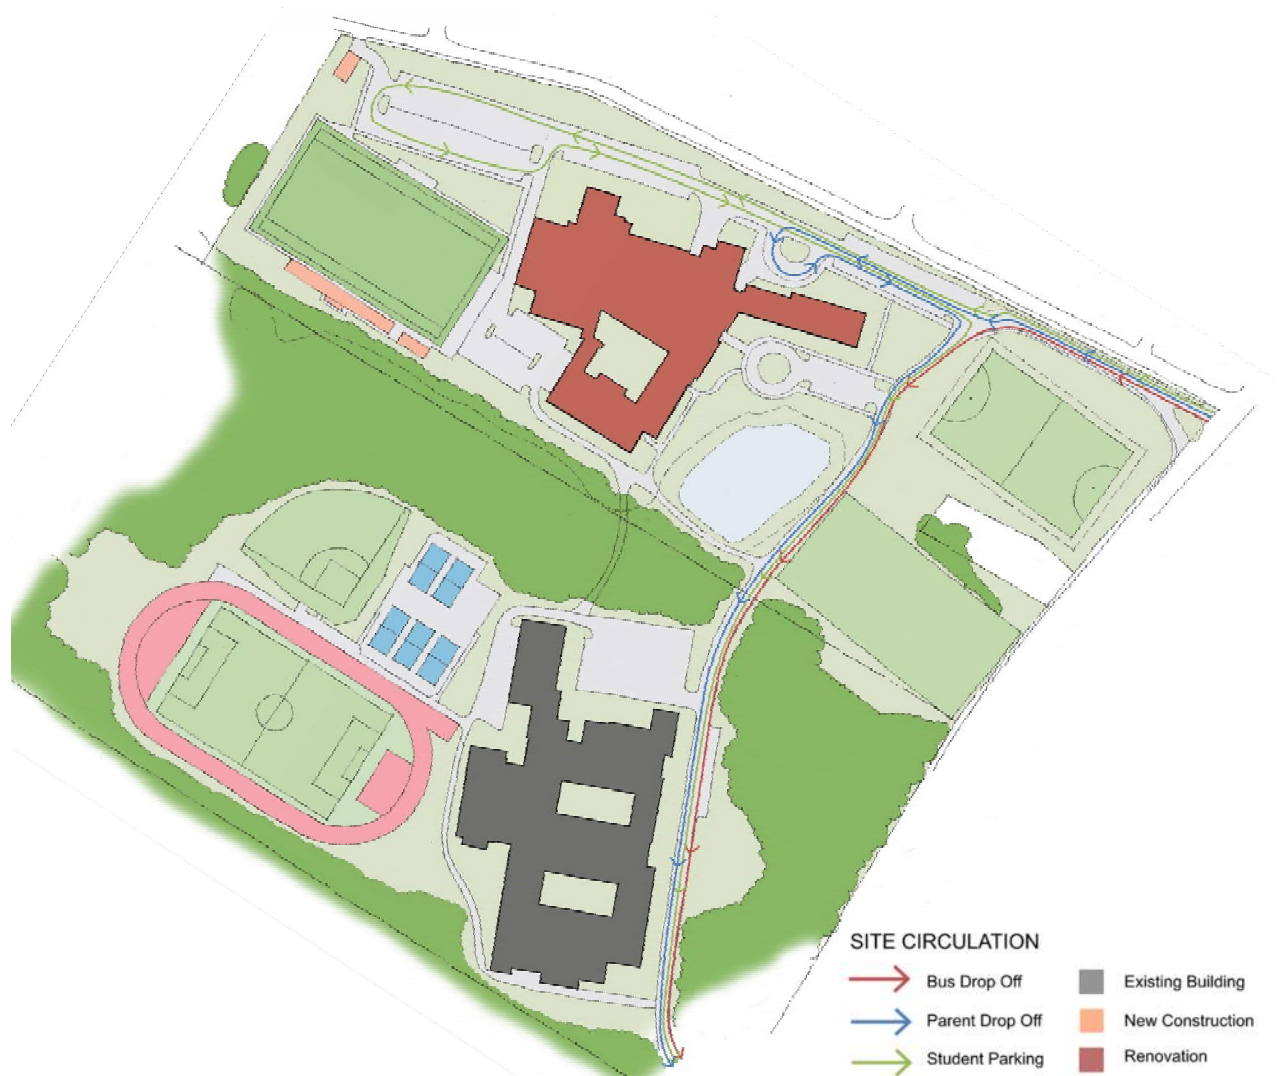 SITE CIRCULATION
Bus Drop Off
Existing Building
Parent Drop Off
New Construction
Student Parking
Renovation